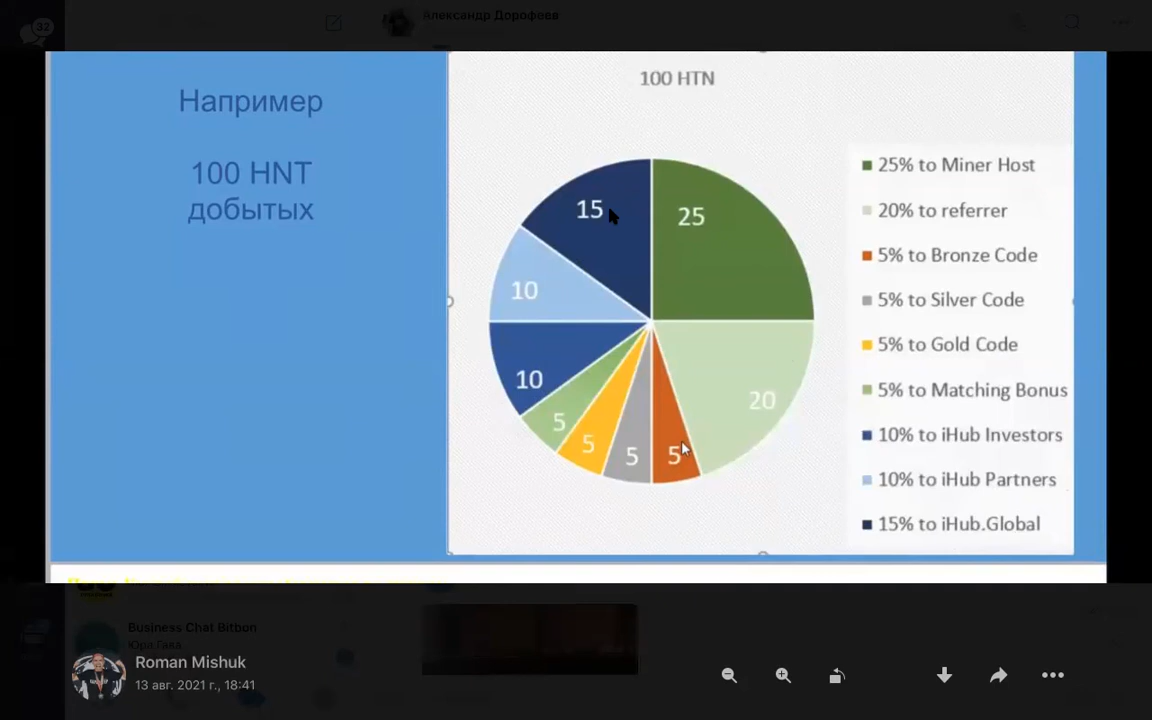 32
Александр Дорофеев
Например
100 HNT
добытых
100 HTN
15
25
10
10
20
5
5
5
5
25% to Miner Host
20% to referrer
5% to Bronze Code
5% to Silver Code
5% to Gold Code
5% to Matching Bonus
10% to iHub Investors
10% to iHub Partners
15% to iHub.Global
Business Chat Bitbon
Юра Гава
Roman Mishuk
13 авг. 2021 г., 18:41